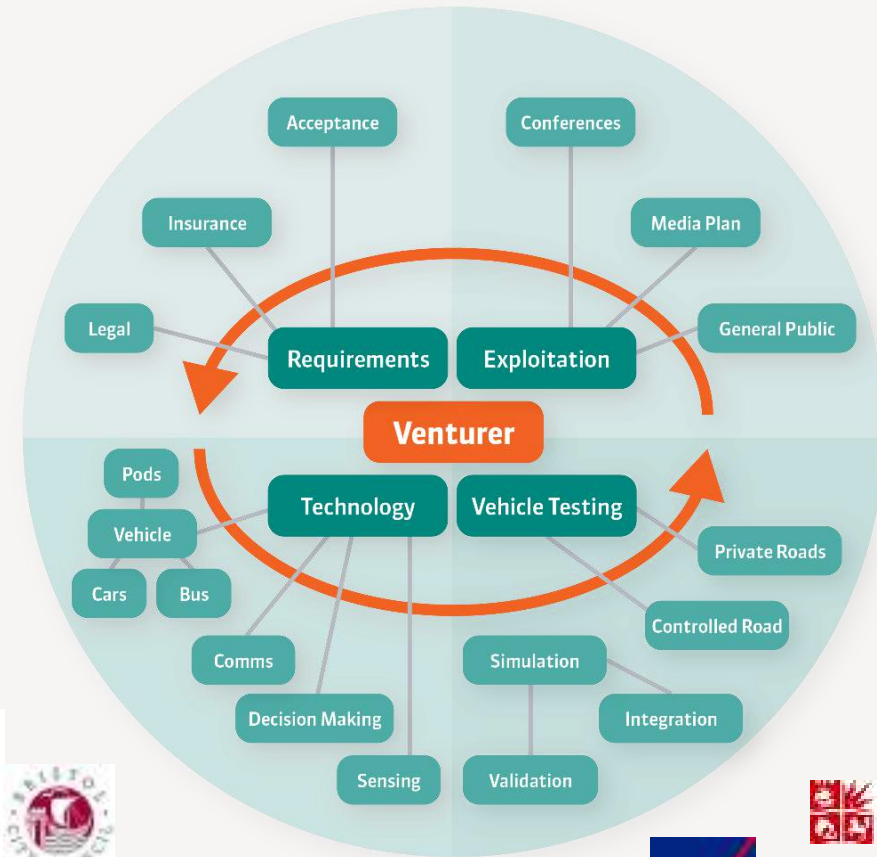 Acceptance
Conferences
Insurance
Media Plan
Legal
General Public
Requirements
Exploitation
Venturer
Pods
Technology
Vehicle Testing
Vehicle
Private Roads
Cars
Bus
Controlled Road
Comms
Simulation
Decision Making
Integration
Sensing
Validation
BRISTOL